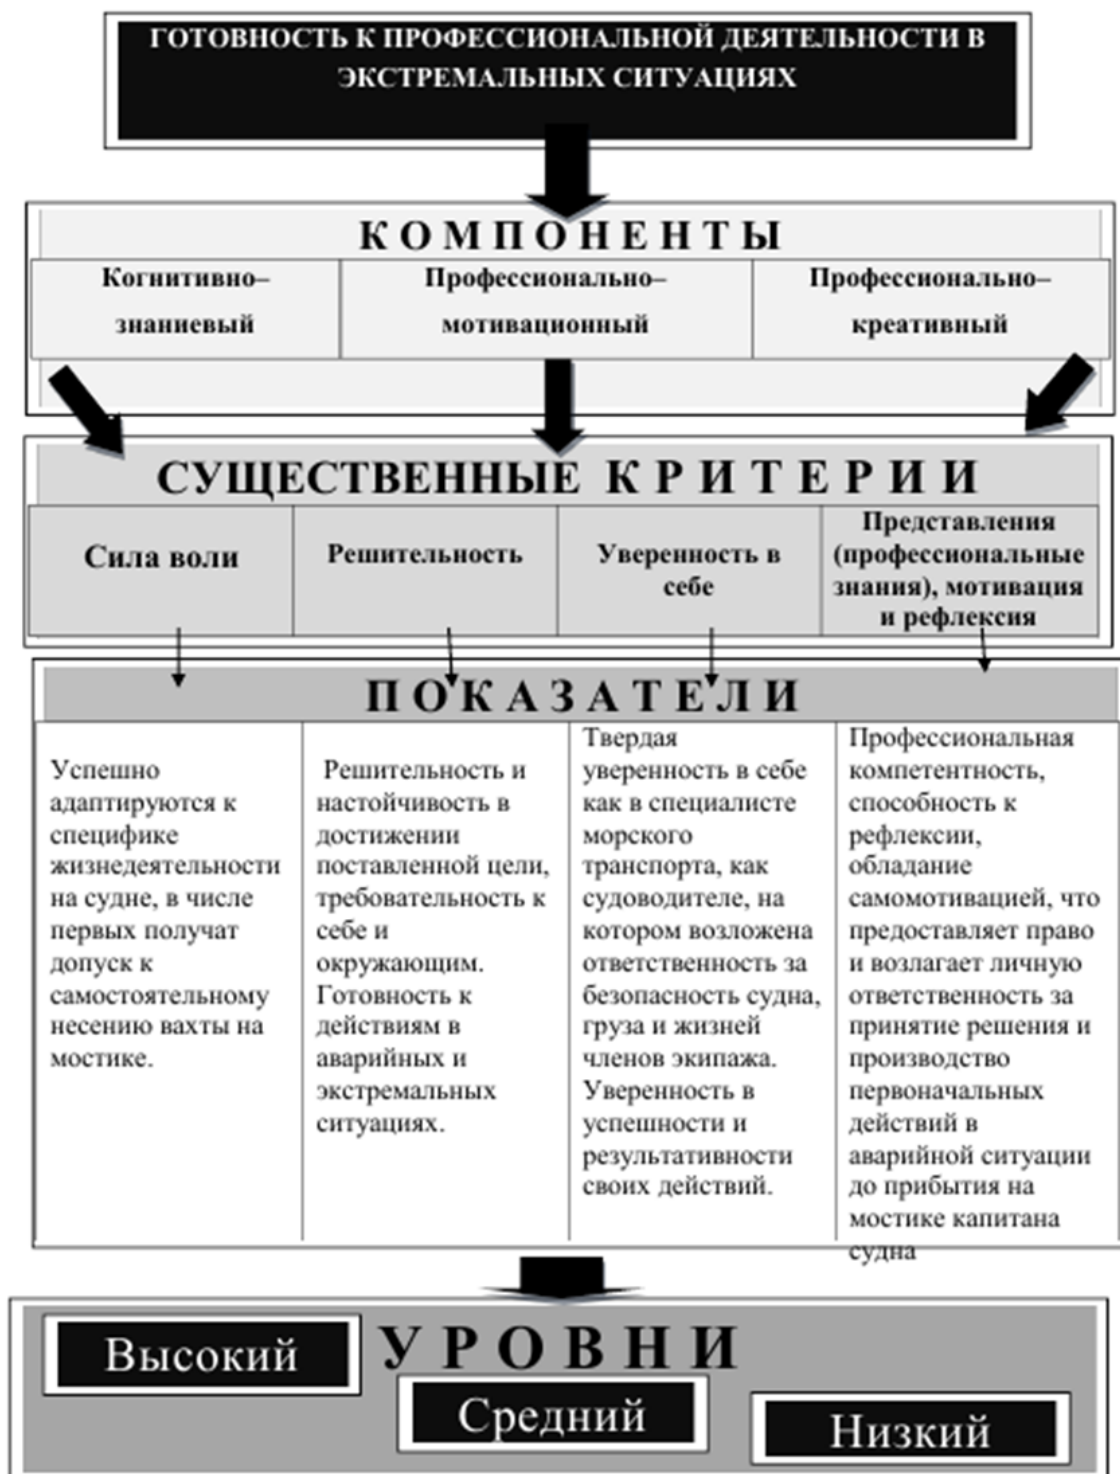 ГОТОВНОСТЬ К ПРОФЕССИОНАЛЬНОЙ ДЕЯТЕЛЬНОСТИ В
ЭКСТРЕМАЛЬНЫХ СИТУАЦИЯХ
КОМПОНЕНТЫ
Когнитивно–
знаниевый
Профессионально–
мотивационный
Профессионально–
креативный
СУЩЕСТВЕННЫЕ КРИТЕРИИ
Сила воли
Решительность
Уверенность в
себе
Представления
(профессиональные
знания), мотивация
и рефлексия
ПОКАЗАТЕЛИ
Успешно
адаптируются к
специфике
жизнедеятельности
на судне, в числе
первых получат
допуск к
самостоятельному
несению вахты на
мостике.
Решительность и
настойчивость в
достижении
поставленной цели,
требовательность к
себе и
окружающим.
Готовность к
действиям в
аварийных и
экстремальных
ситуациях.
Твердая
уверенность в себе
как в специалисте
морского
транспорта, как
судоводителе, на
котором возложена
ответственность за
безопасность судна,
груза и жизней
членов экипажа.
Уверенность в
успешности и
результативности
своих действий.
Профессиональная
компетентность,
способность к
рефлексии,
обладание
самомотивацией, что
предоставляет право
и возлагает личную
ответственность за
принятие решения и
производство
первоначальных
действий в
аварийной ситуации
до прибытия на
мостике капитана
судна
УРОВНИ
Высокий
Средний
Низкий